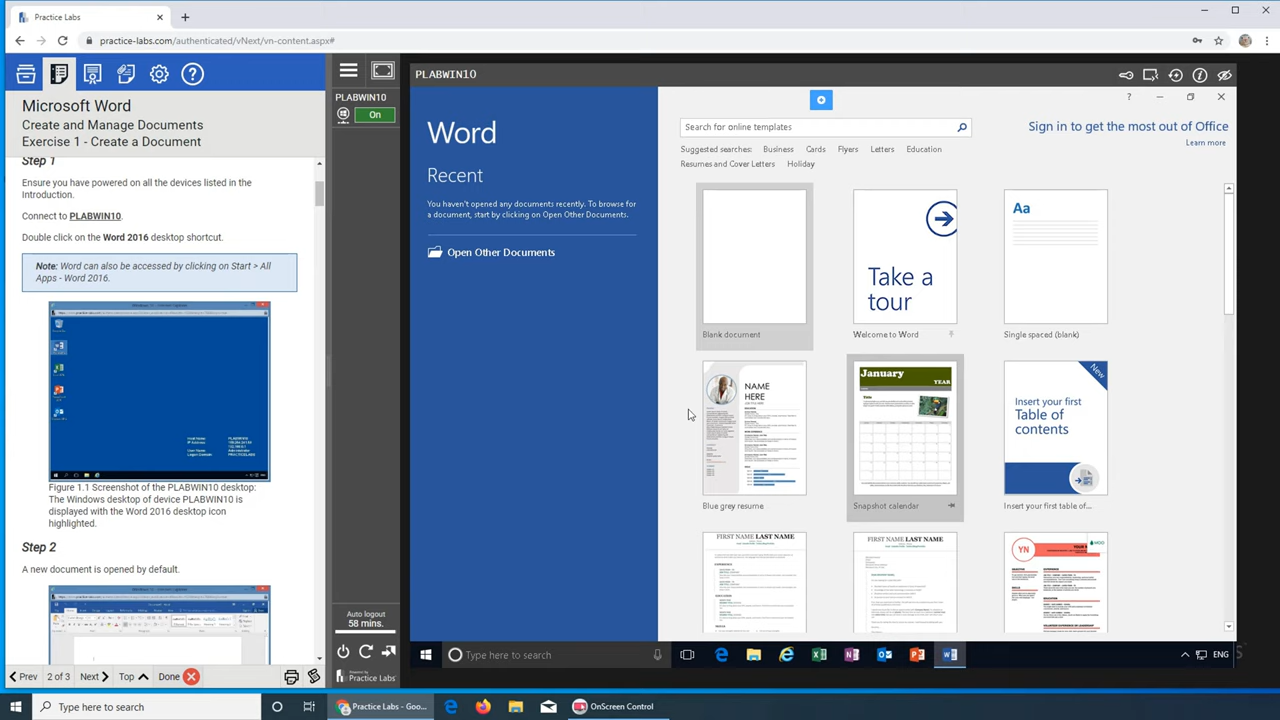 Practice Labs
practice-labs.com/authenticated/vNext/vn-content.aspx#
Microsoft Word
Create and Manage Documents
Exercise 1 - Create a Document
Step 1
Ensure you have powered on all the devices listed in the
Introduction.
Connect to PLABWIN10.
Double click on the Word 2016 desktop shortcut.
Note: Word can also be accessed by clicking on Start > All
Apps - Word 2016.
Figure 1.1 Screenshot of the PLABWIN10 desktop:
The Windows desktop of device PLABWIN10 is
displayed with the Word 2016 desktop icon
highlighted.
Step 2
A new document is opened by default.
Prev
2 of 3
Next
Top
Done
PLABWIN10
On
Auto logout
58 mins.
Practice Labs
PLABWIN10
Word
Recent
You haven't opened any documents recently. To browse
for a document, start by clicking on Open Other Documents.
Open Other Documents
Search for online templates
Suggested searches: Business Cards Flyers Letters Education
Resumes and Cover Letters Holiday
Sign in to get the most out of Office
Learn more
Blank document
Take a
tour
Welcome to Word
Aa
Single spaced (blank)
NAME
HERE
Blue grey resume
January
YEAR
Title
Snapshot calendar
New
Insert your first
Table of
contents
Insert your first table of...
FIRST NAME LAST NAME
FIRST NAME LAST NAME
YN
Type here to search
ENG
Type here to search
Practice Labs - Goo...
OnScreen Control